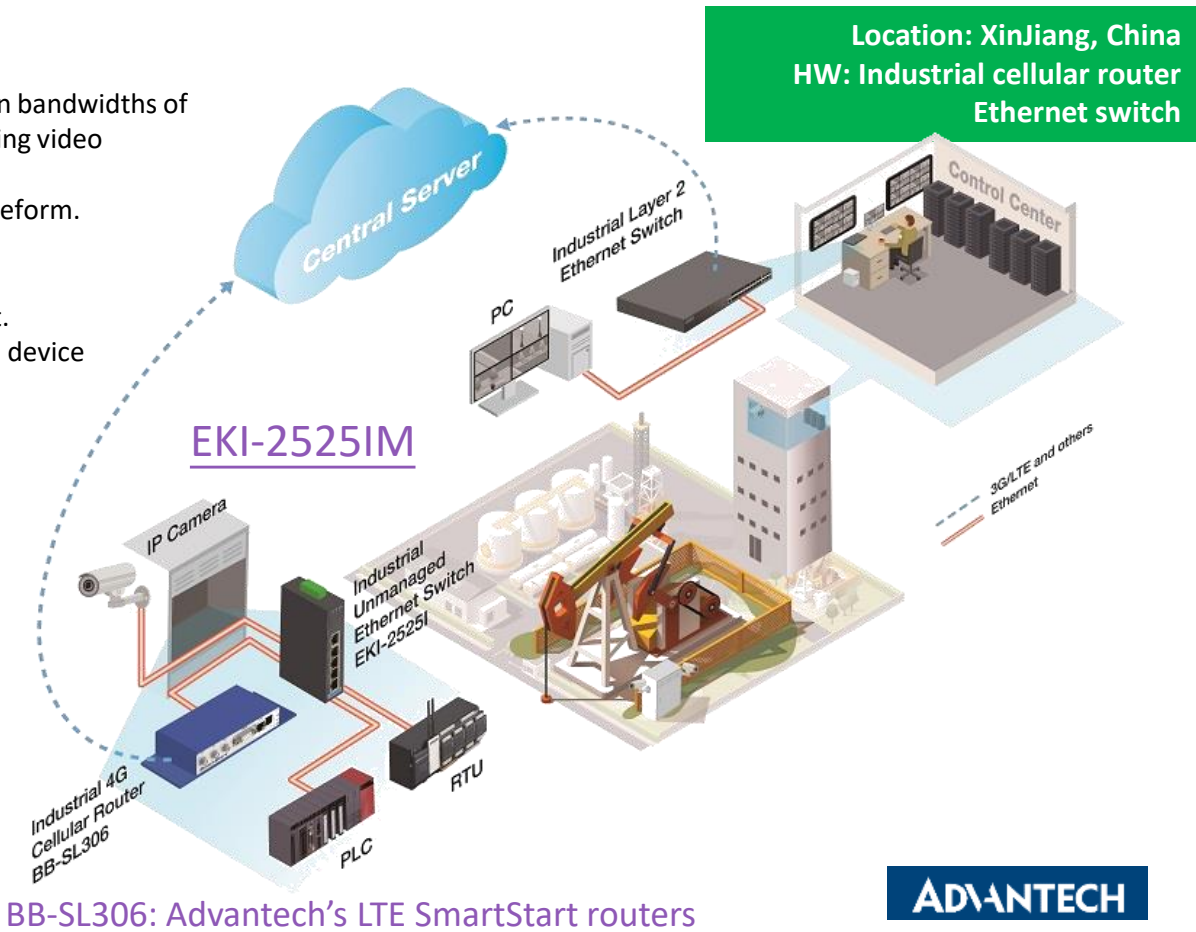 Location: XinJiang, China
HW: Industrial cellular router
Ethernet switch
n bandwidths of
ing video
eform.
t.
device
Central Server
Industrial Layer 2
Ethernet Switch
Control Center
PC
EKI-2525IM
3G/LTE and others
Ethernet
IP Camera
Industrial
Unmanaged
Ethernet Switch
EKI-2525I
Industrial 4G
Cellular Router
BB-SL306
RTU
PLC
BB-SL306: Advantech's LTE SmartStart routers
ADVANTECH